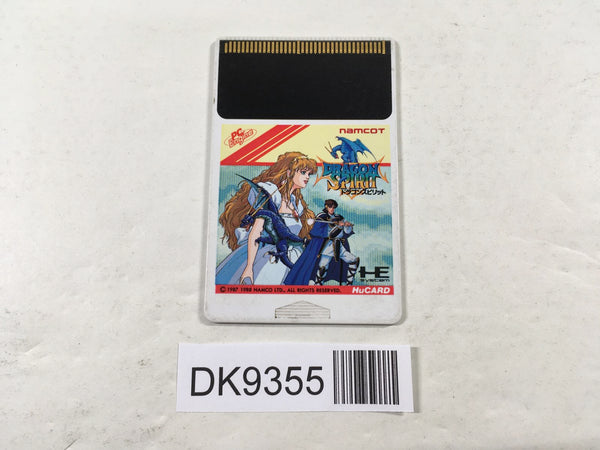 PC Engine
namcoT
DRAGON
SPIRIT
ドラゴンスピリット
HE
SYSTEM
© 1987 1988 NAMCO LTD., ALL RIGHTS RESERVED.
HuCARD
DK9355